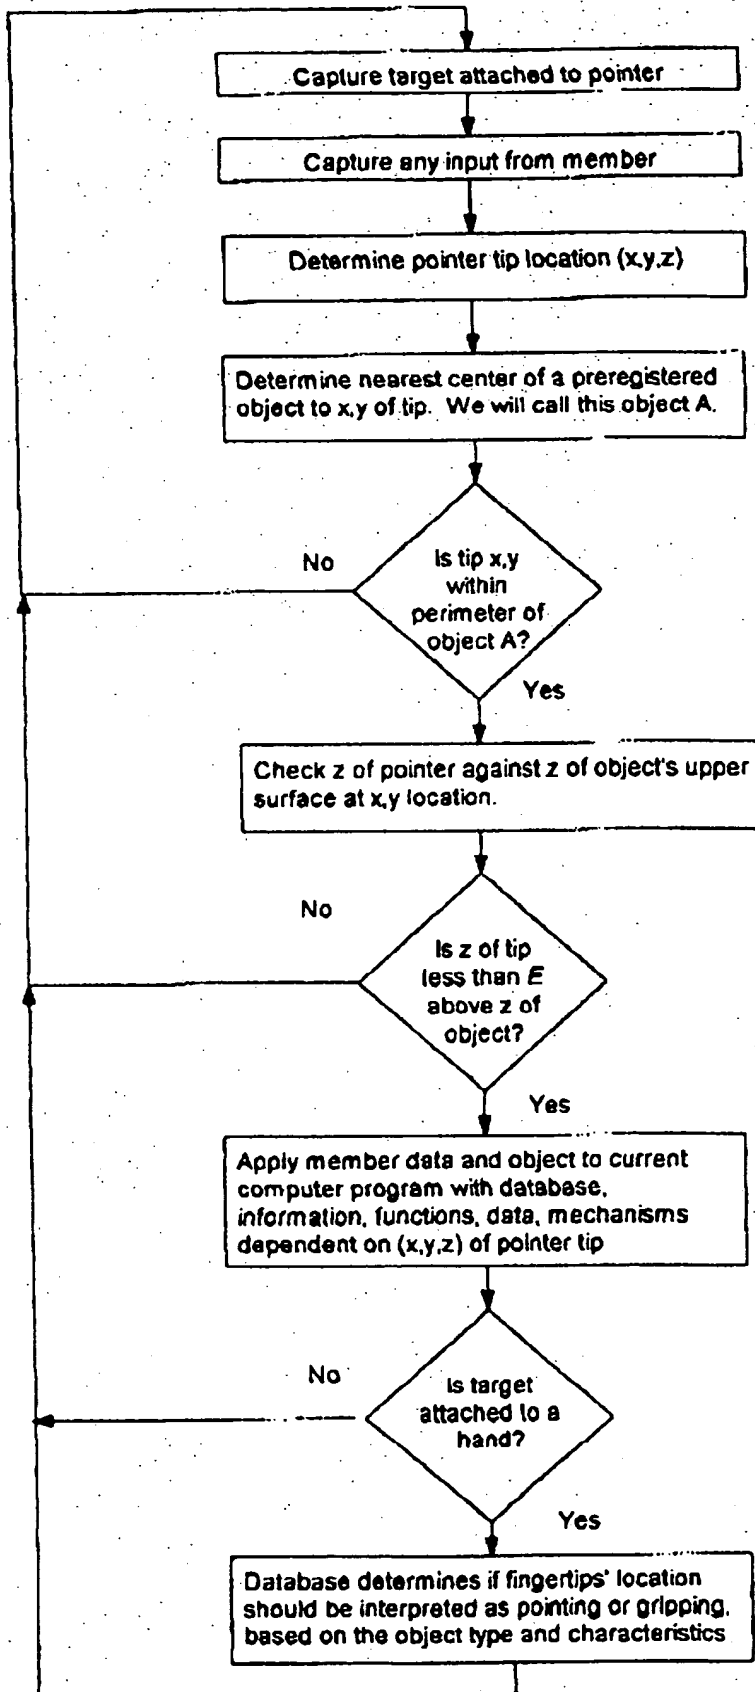 Capture target attached to pointer
Capture any input from member
Determine pointer tip location (x,y,z)
Determine nearest center of a preregistered
object to x,y of tip. We will call this object A.
No
Is tip x,y
within
perimeter of
object A?
Yes
Check z of pointer against z of object's upper
surface at x,y location.
No
Is z of tip
less than E
above z of
object?
Yes
Apply member data and object to current
computer program with database,
information, functions, data, mechanisms
dependent on (x,y,z) of pointer tip
No
Is target
attached to a
hand?
Yes
Database determines if fingertips' location
should be interpreted as pointing or gripping,
based on the object type and characteristics